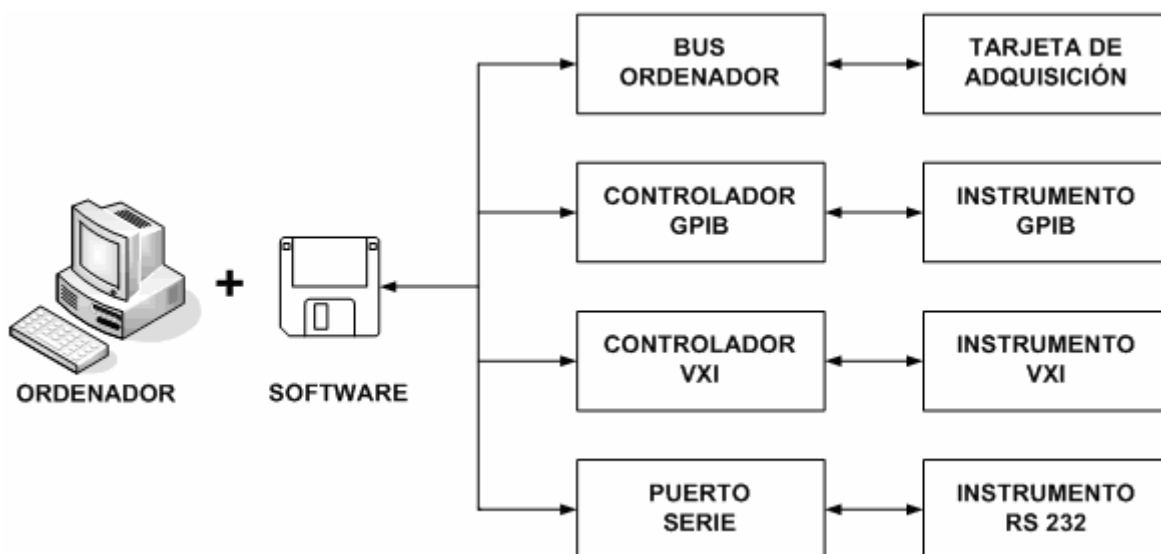 BUS
ORDENADOR
TARJETA DE
ADQUISICIÓN
CONTROLADOR
GPIB
INSTRUMENTO
GPIB
+
ORDENADOR
SOFTWARE
CONTROLADOR
VXI
INSTRUMENTO
VXI
PUERTO
SERIE
INSTRUMENTO
RS 232